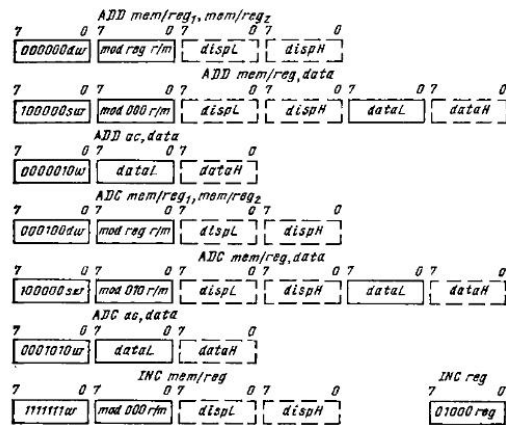 ADD mem/reg1, mem/reg2
7 0 7 0 7 0 7 0
000000dw mod reg r/m dispL dispH
ADD mem/reg, data
7 0 7 0 7 0 7 0 7 0 7 0
100000sw mod 000 r/m dispL dispH dataL dataH
ADD ac, data
7 0 7 0 7 0
0000010w dataL dataH
ADC mem/reg1, mem/reg2
7 0 7 0 7 0 7 0
000100dw mod reg r/m dispL dispH
ADC mem/reg, data
7 0 7 0 7 0 7 0 7 0 7 0
100000sw mod 010 r/m dispL dispH dataL dataH
ADC ac, data
7 0 7 0 7 0
0001010w dataL dataH
INC mem/reg INC reg
7 0 7 0 7 0 7 0 7 0
1111111w mod 000 r/m dispL dispH 01000 reg